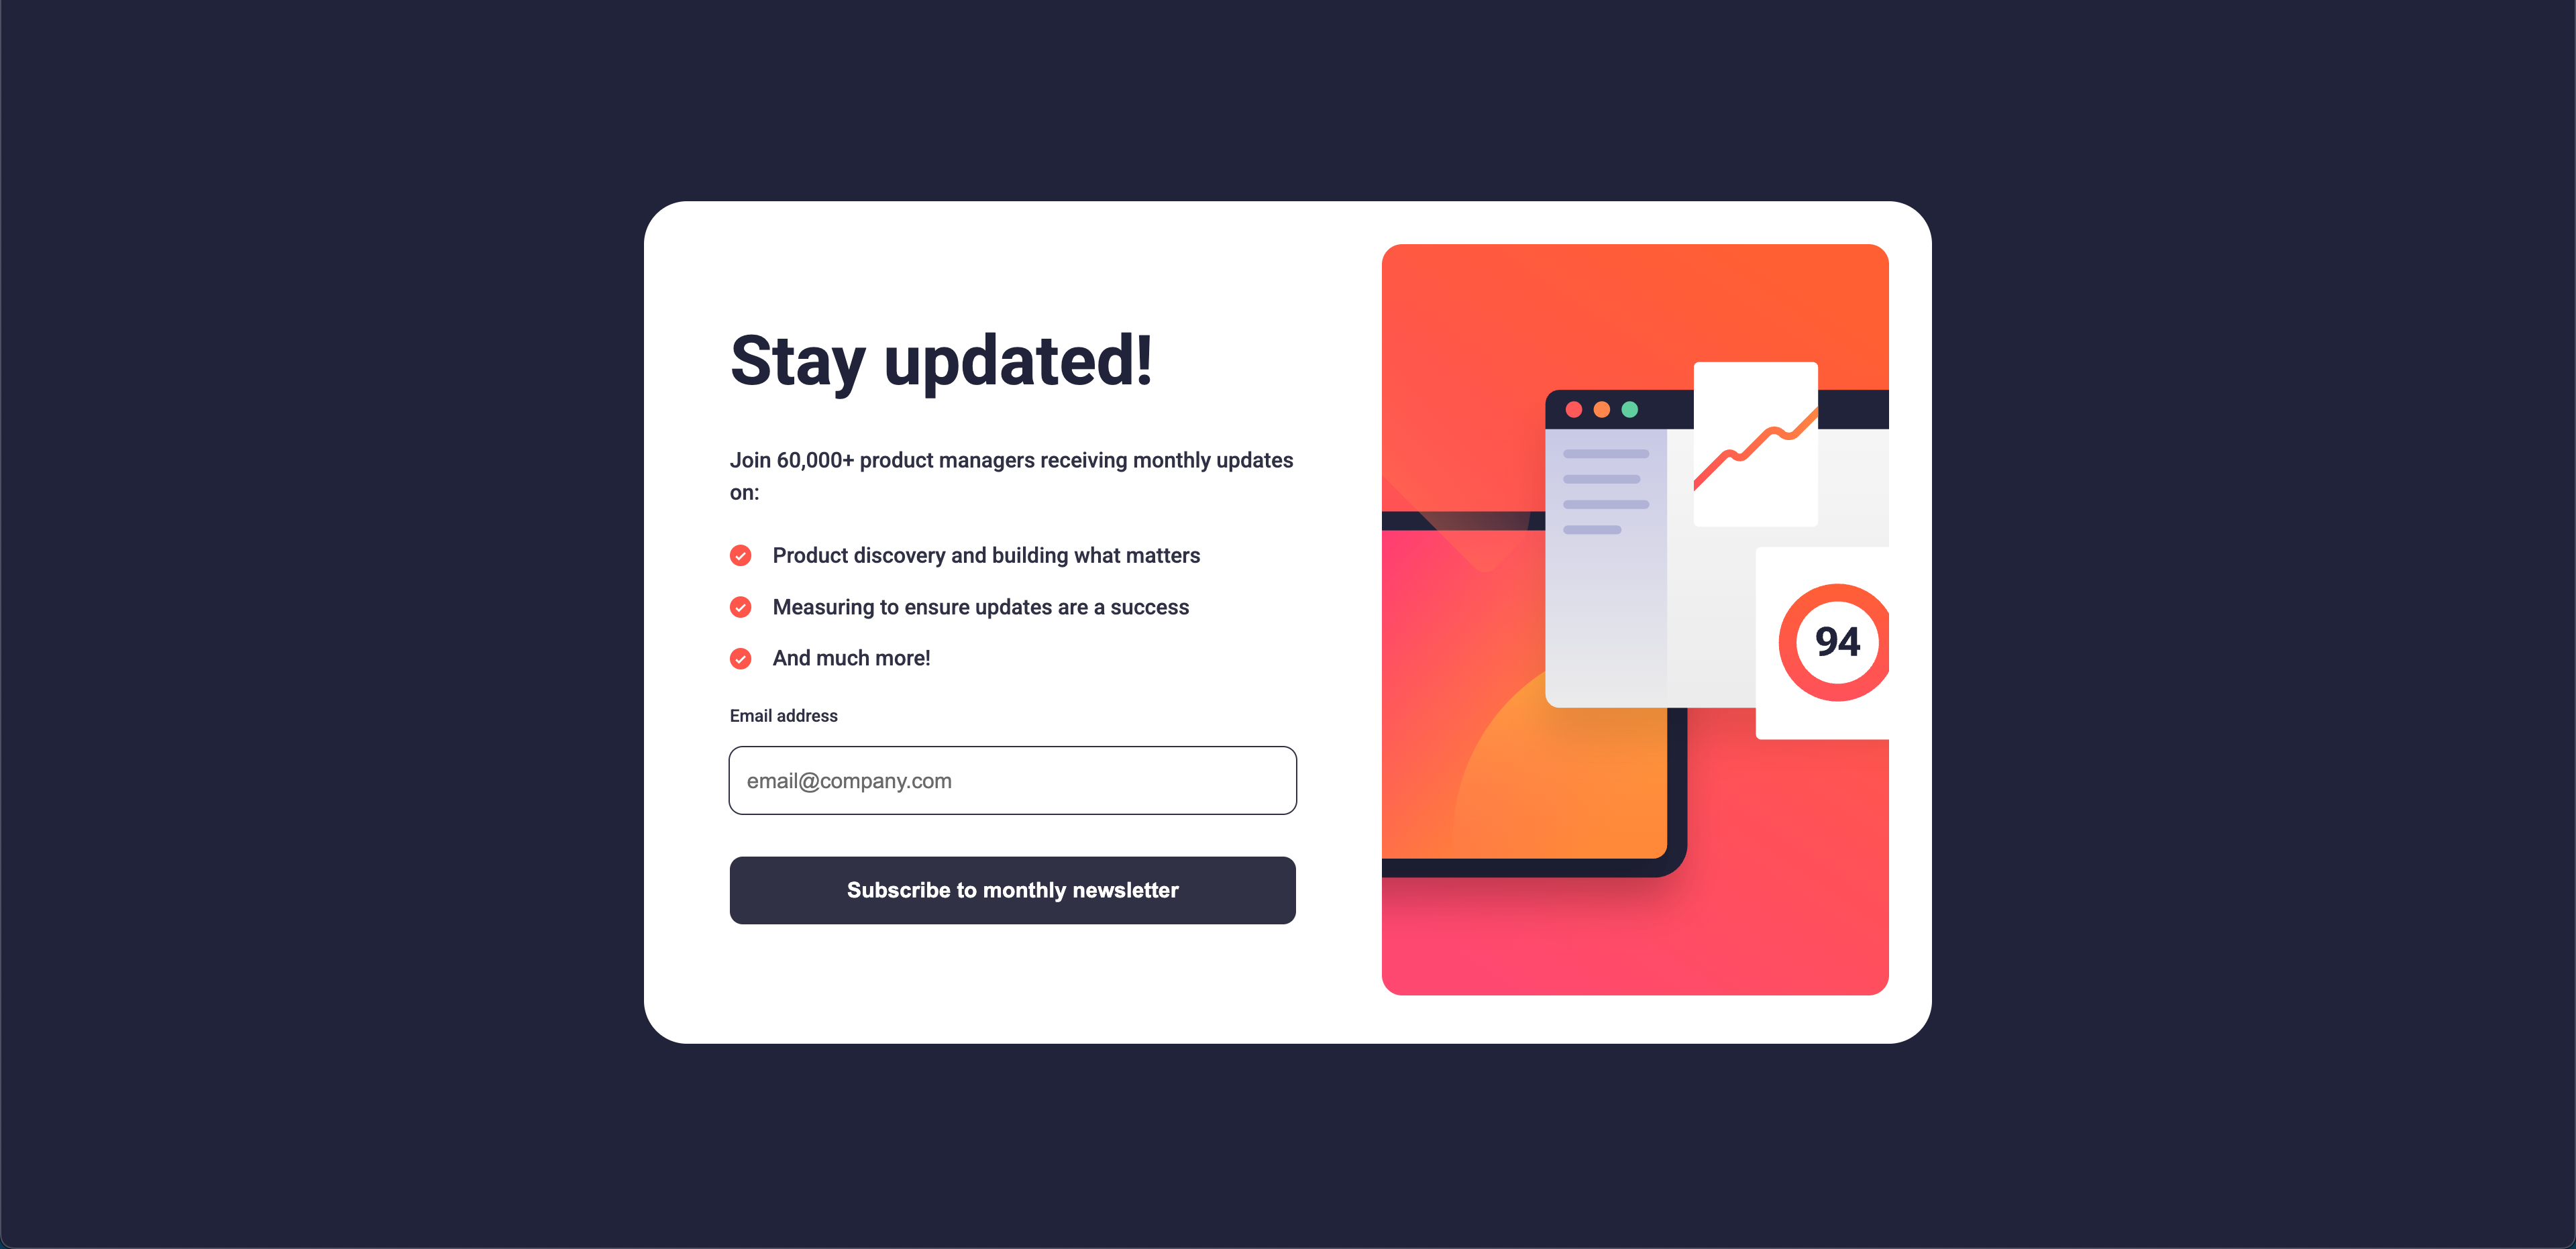 Stay updated!
Join 60,000+ product managers receiving monthly updates
on:
Product discovery and building what matters
Measuring to ensure updates are a success
And much more!
Email address
email@company.com
Subscribe to monthly newsletter
94